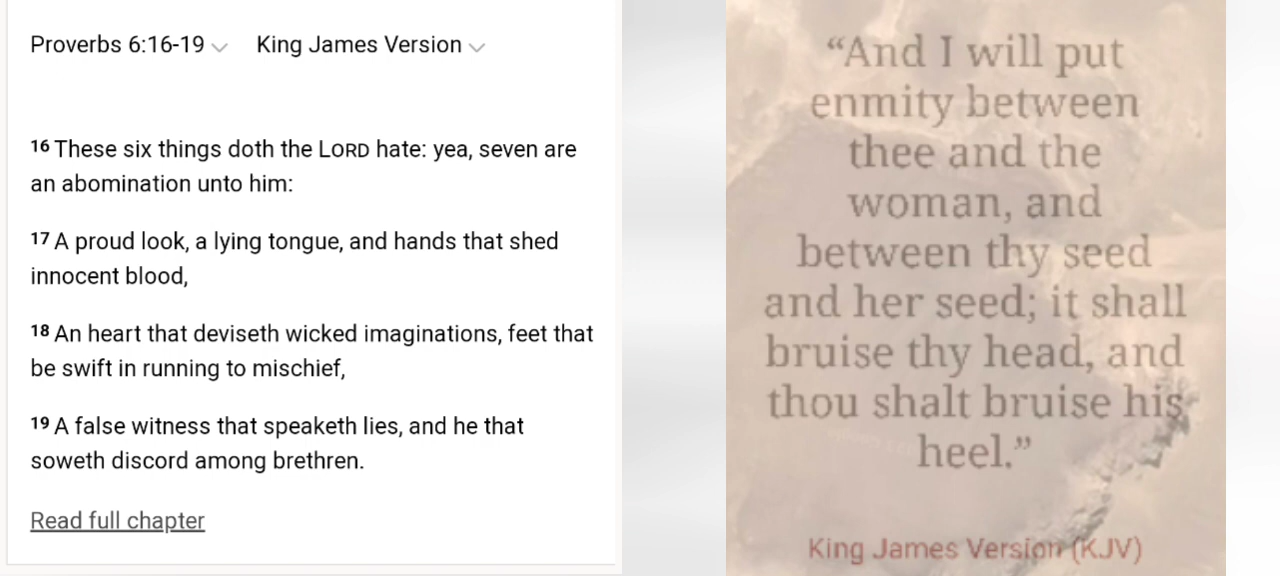 Proverbs 6:16-19 King James Version
16 These six things doth the LORD hate: yea, seven are
an abomination unto him:
17 A proud look, a lying tongue, and hands that shed
innocent blood,
18 An heart that deviseth wicked imaginations, feet that
be swift in running to mischief,
19 A false witness that speaketh lies, and he that
soweth discord among brethren.
Read full chapter
“And I will put
enmity between
thee and the
woman, and
between thy seed
and her seed; it shall
bruise thy head, and
thou shalt bruise his
heel.”
King James Version (KJV)